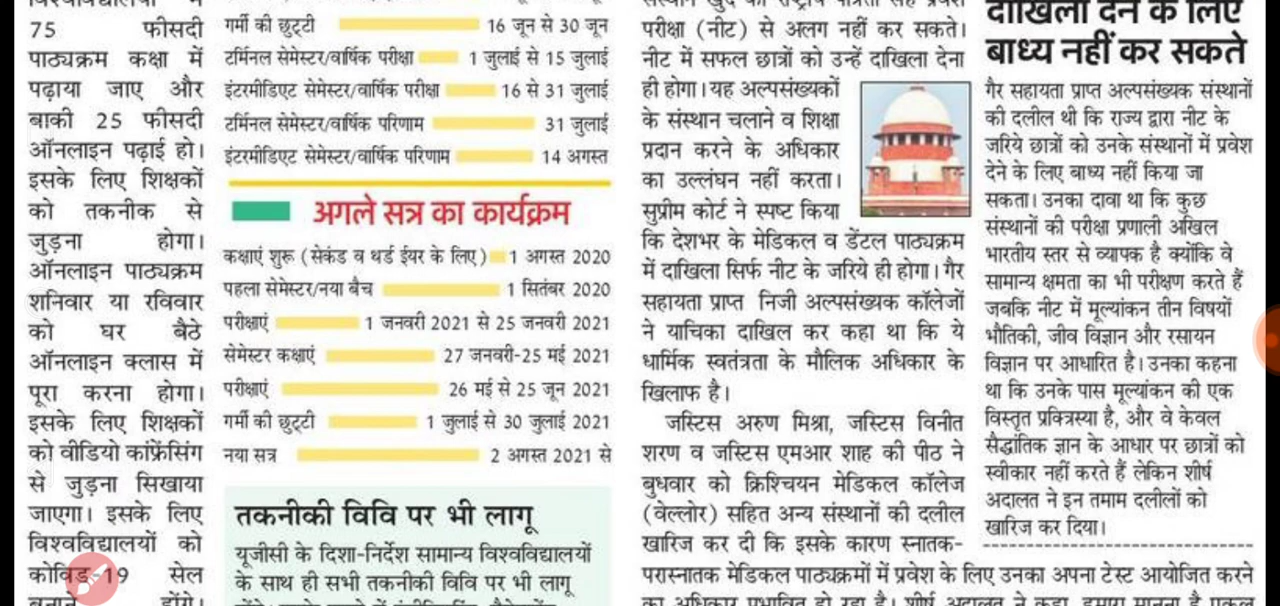 75 फीसदी
पाठ्यक्रम कक्षा में
पढ़ाया जाए और
बाकी 25 फीसदी
ऑनलाइन पढ़ाई हो।
इसके लिए शिक्षकों
को तकनीक से
जुड़ना होगा।
ऑनलाइन पाठ्यक्रम
शनिवार या रविवार
को घर बैठे
ऑनलाइन क्लास में
पूरा करना होगा।
इसके लिए शिक्षकों
को वीडियो कांफ्रेंसिंग
से जुड़ना सिखाया
जाएगा। इसके लिए
विश्वविद्यालयों को
कोविड-19 सेल
बनाने होंगे।
गर्मी की छुट्टी 16 जून से 30 जून
टर्मिनल सेमेस्टर/वार्षिक परीक्षा 1 जुलाई से 15 जुलाई
इंटरमीडिएट सेमेस्टर/वार्षिक परीक्षा 16 से 31 जुलाई
टर्मिनल सेमेस्टर/वार्षिक परिणाम 31 जुलाई
इंटरमीडिएट सेमेस्टर/वार्षिक परिणाम 14 अगस्त
अगले सत्र का कार्यक्रम
कक्षाएं शुरू (सेकंड व थर्ड ईयर के लिए) 1 अगस्त 2020
पहला सेमेस्टर/नया बैच 1 सितंबर 2020
परीक्षाएं 1 जनवरी 2021 से 25 जनवरी 2021
सेमेस्टर कक्षाएं 27 जनवरी-25 मई 2021
परीक्षाएं 26 मई से 25 जून 2021
गर्मी की छुट्टी 1 जुलाई से 30 जुलाई 2021
नया सत्र 2 अगस्त 2021 से
तकनीकी विवि पर भी लागू
यूजीसी के दिशा-निर्देश सामान्य विश्वविद्यालयों
के साथ ही सभी तकनीकी विवि पर भी लागू
परीक्षा (नीट) से अलग नहीं कर सकते।
नीट में सफल छात्रों को उन्हें दाखिला देना
ही होगा। यह अल्पसंख्यकों
के संस्थान चलाने व शिक्षा
प्रदान करने के अधिकार
का उल्लंघन नहीं करता।
सुप्रीम कोर्ट ने स्पष्ट किया
कि देशभर के मेडिकल व डेंटल पाठ्यक्रम
में दाखिला सिर्फ नीट के जरिये ही होगा। गैर
सहायता प्राप्त निजी अल्पसंख्यक कॉलेजों
ने याचिका दाखिल कर कहा था कि ये
धार्मिक स्वतंत्रता के मौलिक अधिकार के
खिलाफ है।
जस्टिस अरुण मिश्रा, जस्टिस विनीत
शरण व जस्टिस एमआर शाह की पीठ ने
बुधवार को क्रिश्चियन मेडिकल कॉलेज
(वेल्लोर) सहित अन्य संस्थानों की दलील
खारिज कर दी कि इसके कारण स्नातक-
परास्नातक मेडिकल पाठ्यक्रमों में प्रवेश के लिए उनका अपना टेस्ट आयोजित करने
का अधिकार प्रभावित हो रहा है। शीर्ष अदालत ने कहा, हमारा मानना है एकल
दाखिला देने के लिए
बाध्य नहीं कर सकते
गैर सहायता प्राप्त अल्पसंख्यक संस्थानों
की दलील थी कि राज्य द्वारा नीट के
जरिये छात्रों को उनके संस्थानों में प्रवेश
देने के लिए बाध्य नहीं किया जा
सकता। उनका दावा था कि कुछ
संस्थानों की परीक्षा प्रणाली अखिल
भारतीय स्तर से व्यापक है क्योंकि वे
सामान्य क्षमता का भी परीक्षण करते हैं
जबकि नीट में मूल्यांकन तीन विषयों
भौतिकी, जीव विज्ञान और रसायन
विज्ञान पर आधारित है। उनका कहना
था कि उनके पास मूल्यांकन की एक
विस्तृत प्रक्त्रिस्या है, और वे केवल
सैद्धांतिक ज्ञान के आधार पर छात्रों को
स्वीकार नहीं करते हैं लेकिन शीर्ष
अदालत ने इन तमाम दलीलों को
खारिज कर दिया।